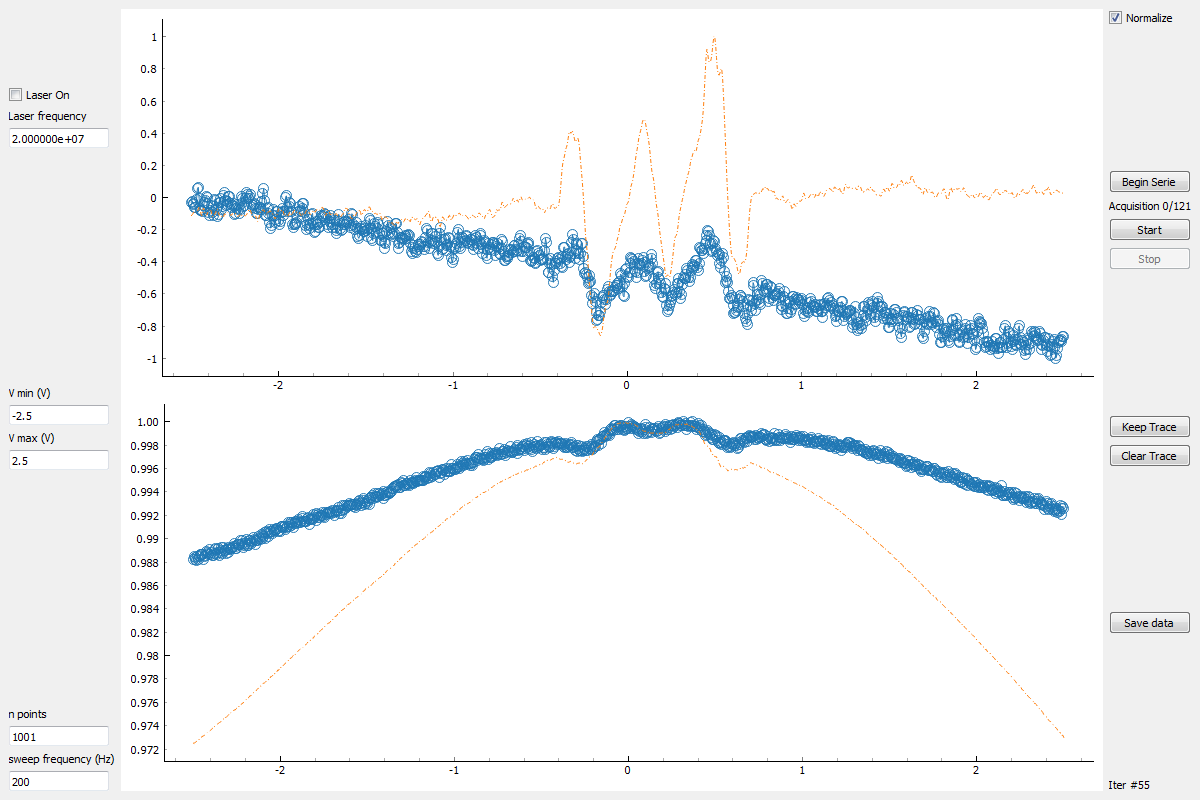 Normalize
Laser On
Laser frequency
2.000000e+07
Begin Serie
Acquisition 0/121
Start
Stop
1
0.8
0.6
0.4
0.2
0
-0.2
-0.4
-0.6
-0.8
-1
-2
-1
0
1
2
V min (V)
-2.5
V max (V)
2.5
Keep Trace
Clear Trace
1.00
0.998
0.996
0.994
0.992
0.99
0.988
0.986
0.984
0.982
0.98
0.978
0.976
0.974
0.972
-2
-1
0
1
2
Save data
n points
1001
sweep frequency (Hz)
200
Iter #55